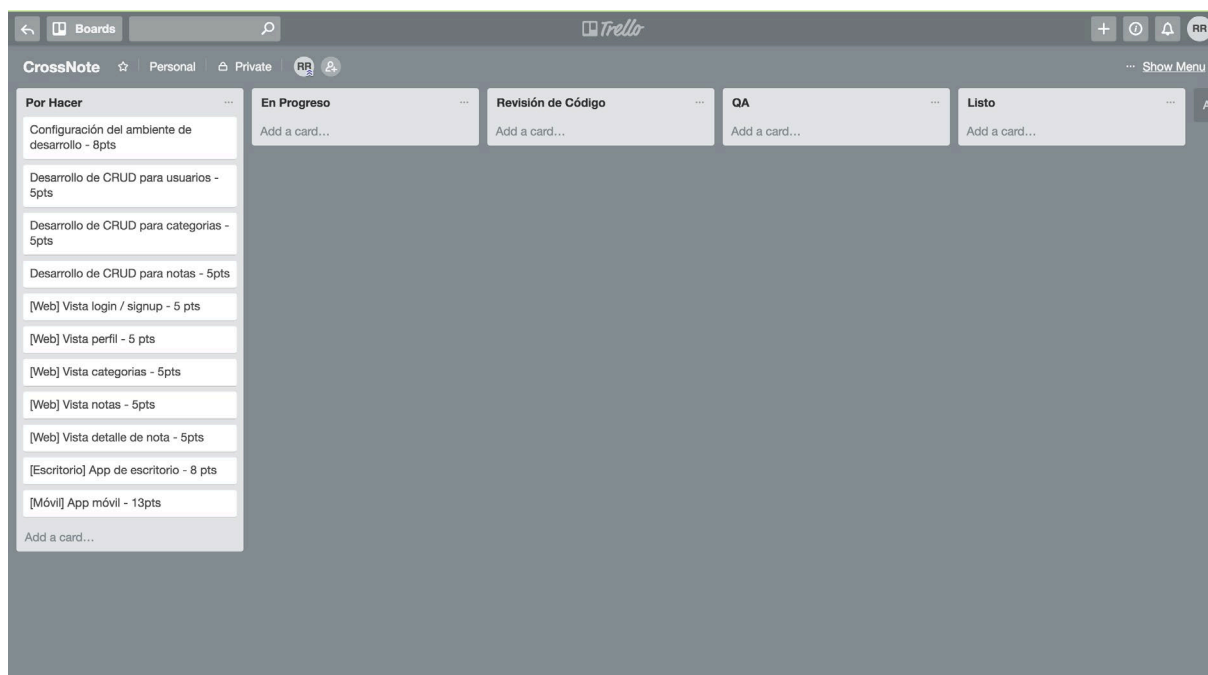 Boards
Trello
RR
CrossNote
Personal
Private
RR
... Show Menu
Por Hacer
Configuración del ambiente de
desarrollo - 8pts
Desarrollo de CRUD para usuarios -
5pts
Desarrollo de CRUD para categorias -
5pts
Desarrollo de CRUD para notas - 5pts
[Web] Vista login / signup - 5 pts
[Web] Vista perfil - 5 pts
[Web] Vista categorias - 5pts
[Web] Vista notas - 5pts
[Web] Vista detalle de nota - 5pts
[Escritorio] App de escritorio - 8 pts
[Móvil] App móvil - 13pts
Add a card...
En Progreso
Add a card...
Revisión de Código
Add a card...
QA
Add a card...
Listo
Add a card...